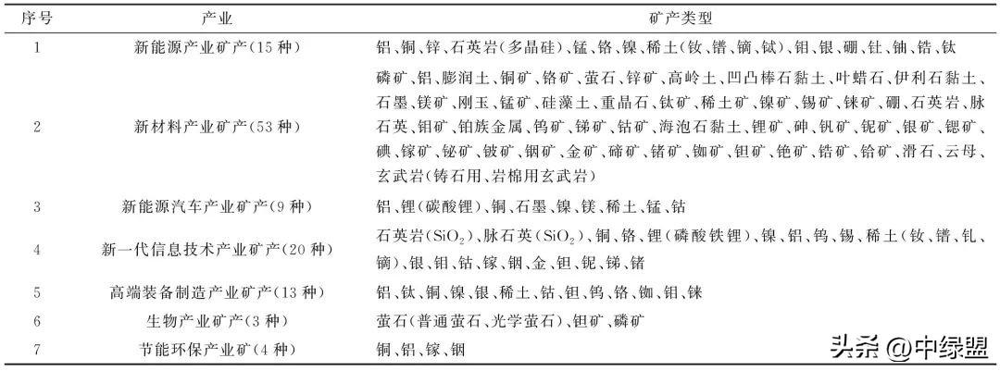 序号 产业 矿产类型
1 新能源产业矿产(15种) 铝、铜、锌、石英岩(多晶硅)、锰、铬、镍、稀土(钕、镨、镝、铽)、钼、银、硼、钍、铀、锆、钛
磷矿、铝、膨润土、铜矿、铬矿、萤石、锌矿、高岭土、凹凸棒石黏土、叶蜡石、伊利石黏土、
石墨、镁矿、刚玉、锰矿、硅藻土、重晶石、钛矿、稀土矿、镍矿、锡矿、铼矿、硼、石英岩、脉
2 新材料产业矿产(53种) 石英、钼矿、铂族金属、钨矿、锑矿、钴矿、海泡石黏土、锂矿、砷、钒矿、铌矿、银矿、锶矿、
碘、镓矿、铋矿、铍矿、铟矿、金矿、碲矿、锗矿、铷矿、钽矿、铯矿、锆矿、铪矿、滑石、云母、
玄武岩(铸石用、岩棉用玄武岩)
3 新能源汽车产业矿产(9种) 铝、锂(碳酸锂)、铜、石墨、镍、镁、稀土、锰、钴
石英岩(SiO2)、脉石英(SiO2)、铜、铬、锂(磷酸铁锂)、镍、铝、钨、锡、稀土(钕、镨、钆、
4 新一代信息技术产业矿产(20种)
镝)、银、钼、钴、镓、铟、金、钽、铌、锑、锗
5 高端装备制造产业矿产(13种) 铝、钛、铜、镍、银、稀土、钴、钽、钨、铬、铷、钼、铼
6 生物产业矿产(3种) 萤石(普通萤石、光学萤石)、钽矿、磷矿
7 节能环保产业矿(4种) 铜、铝、镓、铟
头条 @中绿盟